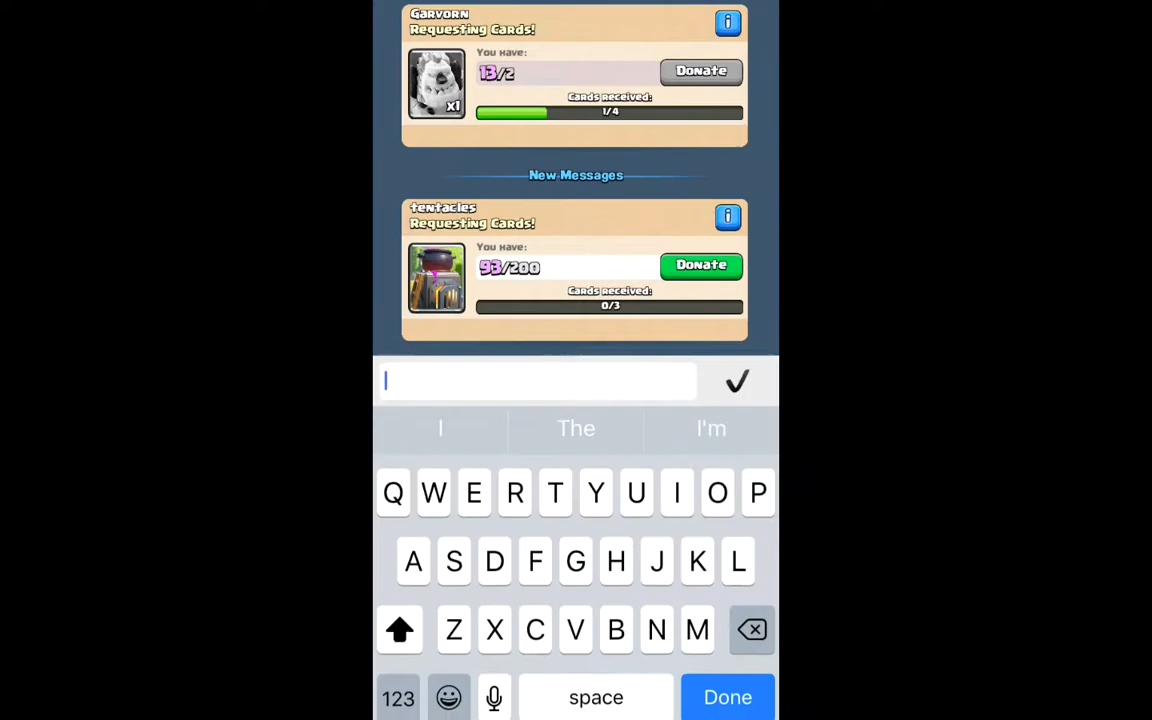 Garvorn
Requesting Cards!
i
You Have:
13/2
Donate
x1
Cards received:
1/4
New Messages
tentacles
Requesting Cards!
i
You Have:
93/200
Donate
Cards received:
0/3
I The I'm
Q W E R T Y U I O P
A S D F G H J K L
Z X C V B N M
123 space Done